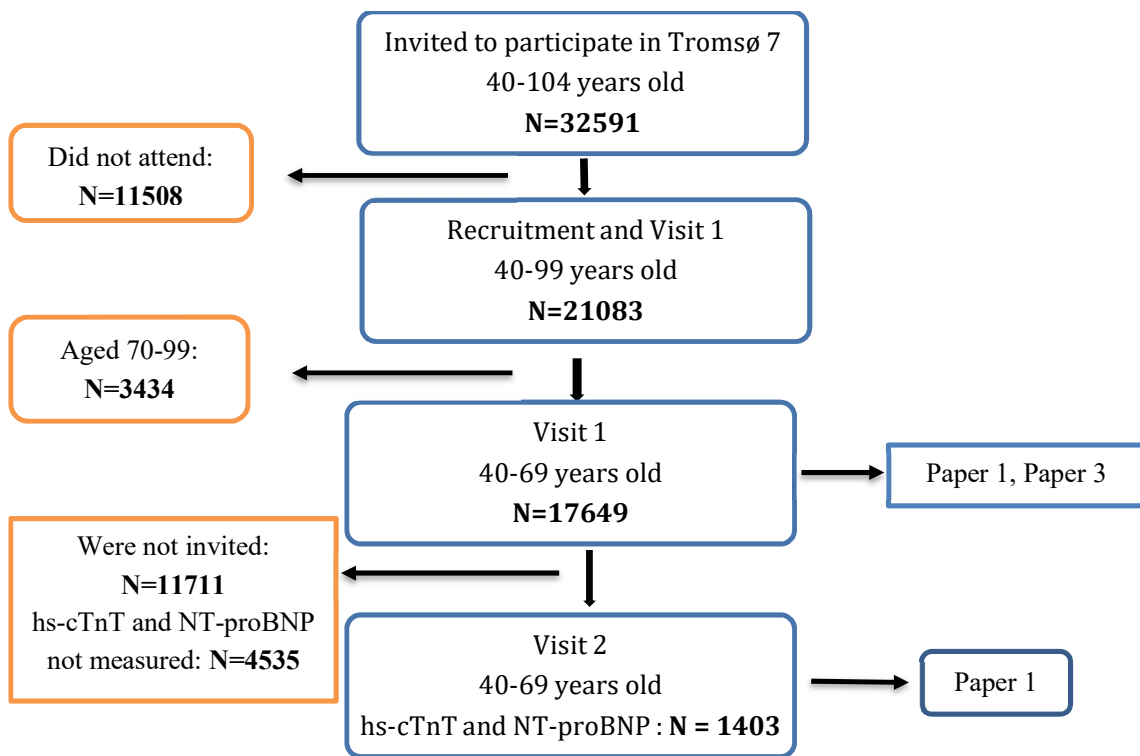 Invited to participate in Tromsø 7
40-104 years old
N=32591
Did not attend:
N=11508
Recruitment and Visit 1
40-99 years old
N=21083
Aged 70-99:
N=3434
Visit 1
40-69 years old
N=17649
Paper 1, Paper 3
Were not invited:
N=11711
hs-cTnT and NT-proBNP
not measured: N=4535
Visit 2
40-69 years old
hs-cTnT and NT-proBNP : N = 1403
Paper 1